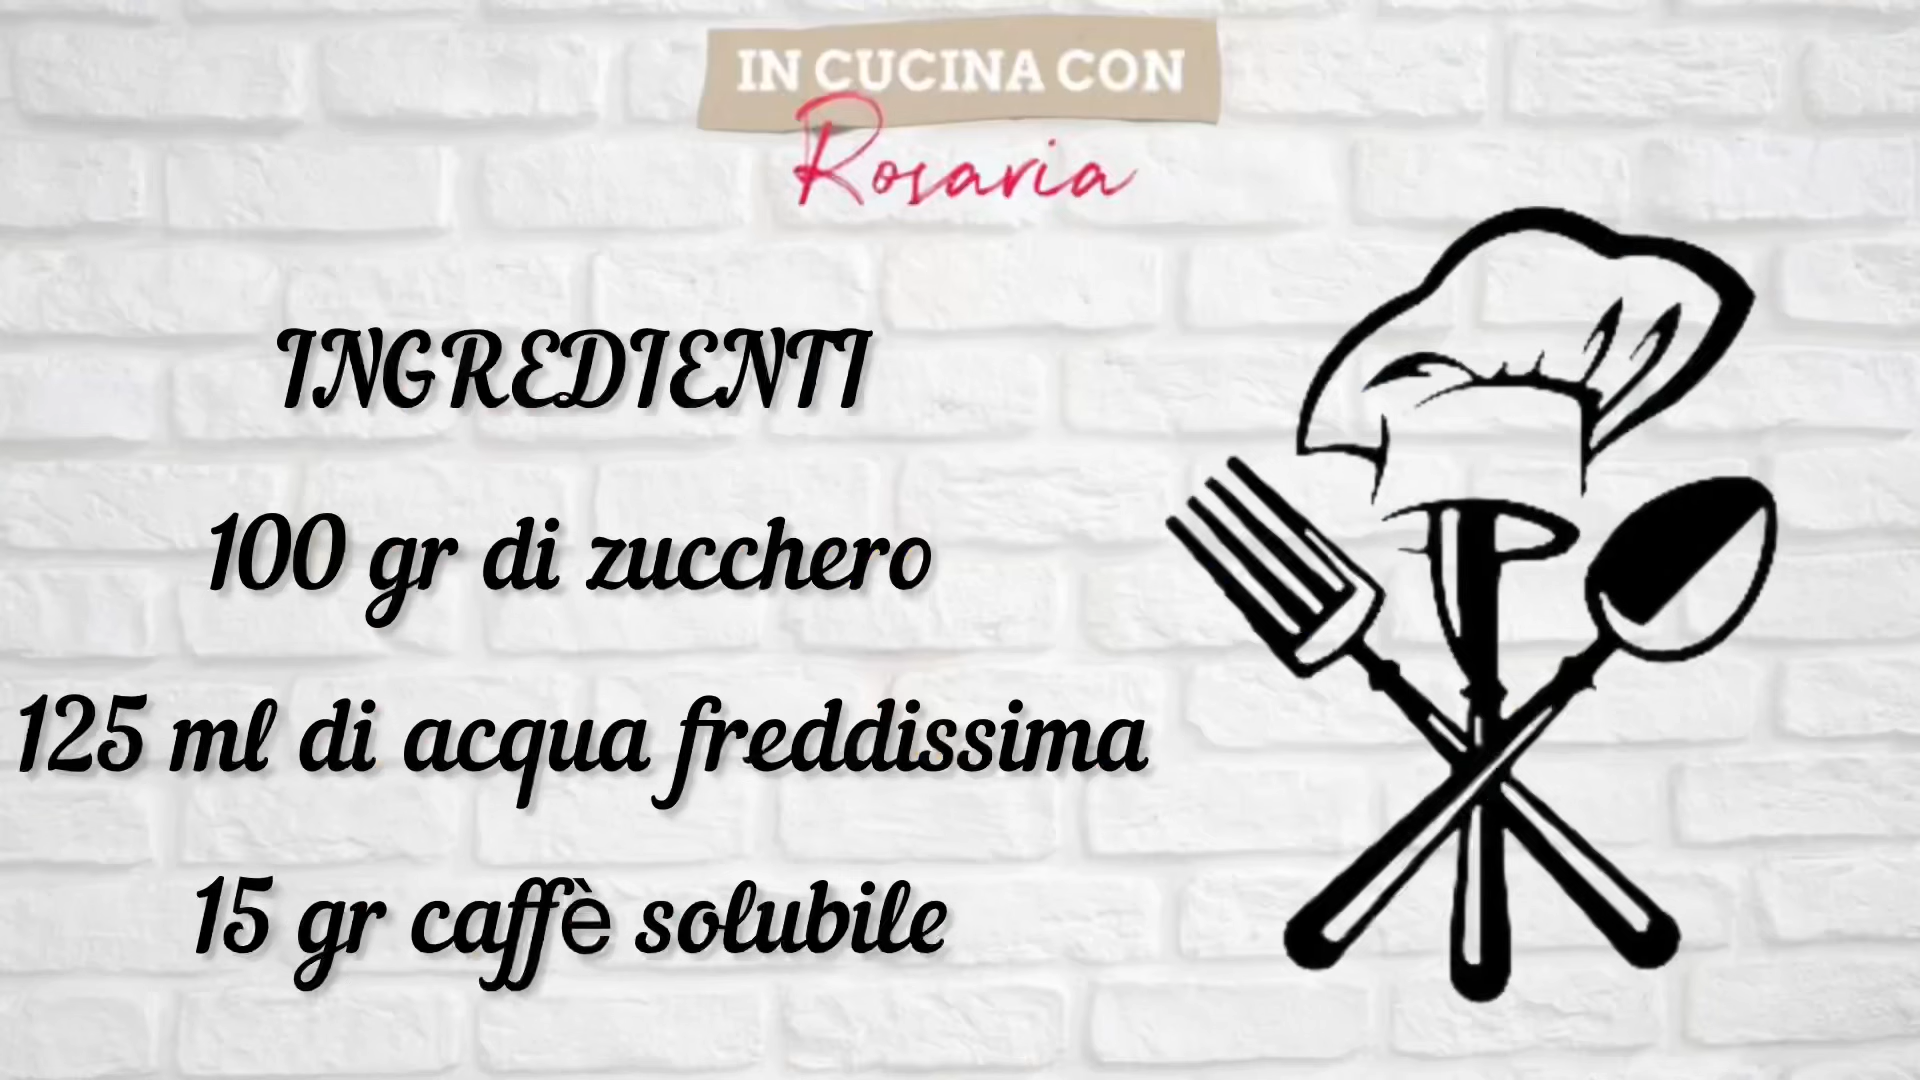 IN CUCINA CON
Rosaria
INGREDIENTI
100 gr di zucchero
125 ml di acqua freddissima
15 gr caffè solubile